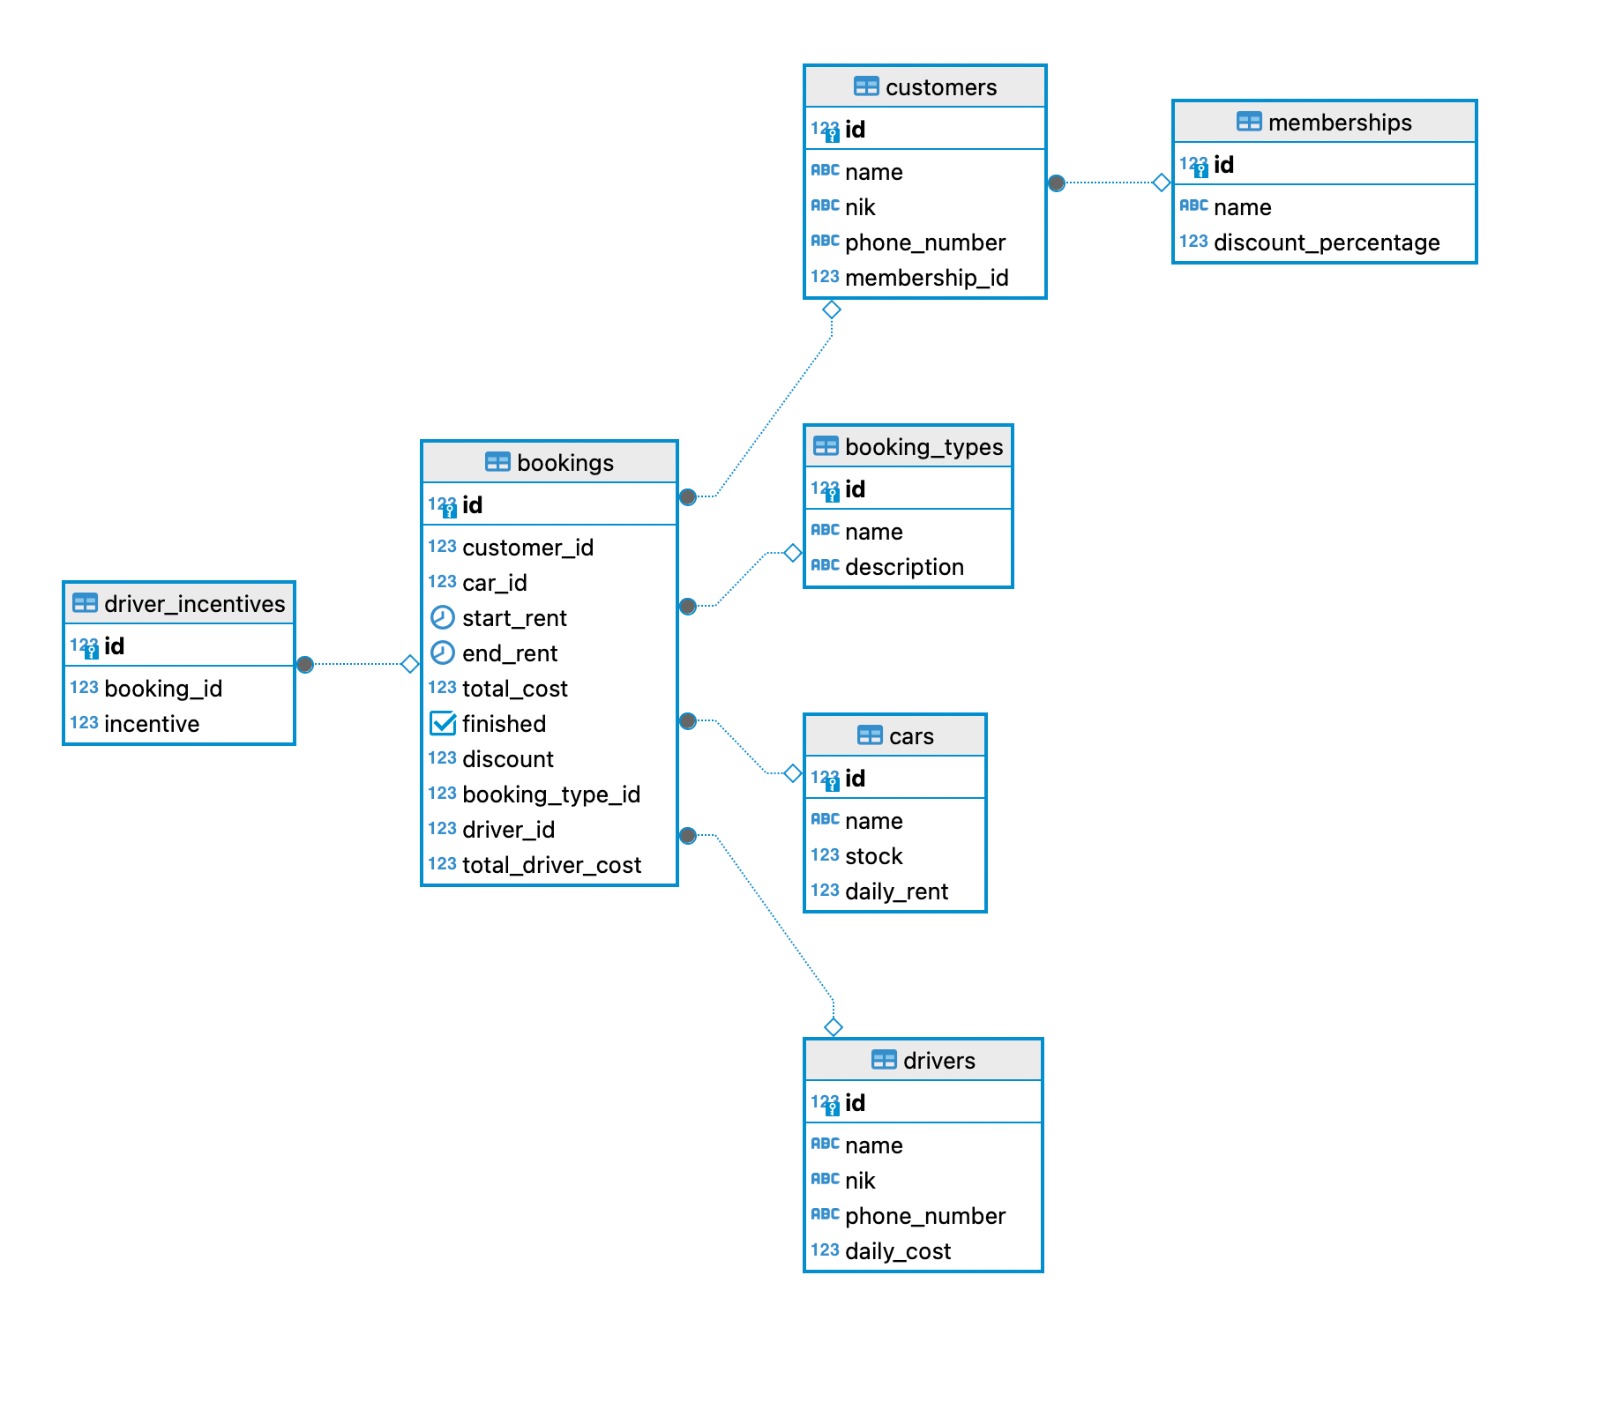 customers
123 id
ABC name
ABC nik
ABC phone_number
123 membership_id
memberships
123 id
ABC name
123 discount_percentage
bookings
123 id
123 customer_id
123 car_id
start_rent
end_rent
123 total_cost
finished
123 discount
123 booking_type_id
123 driver_id
123 total_driver_cost
booking_types
123 id
ABC name
ABC description
driver_incentives
123 id
123 booking_id
123 incentive
cars
123 id
ABC name
123 stock
123 daily_rent
drivers
123 id
ABC name
ABC nik
ABC phone_number
123 daily_cost